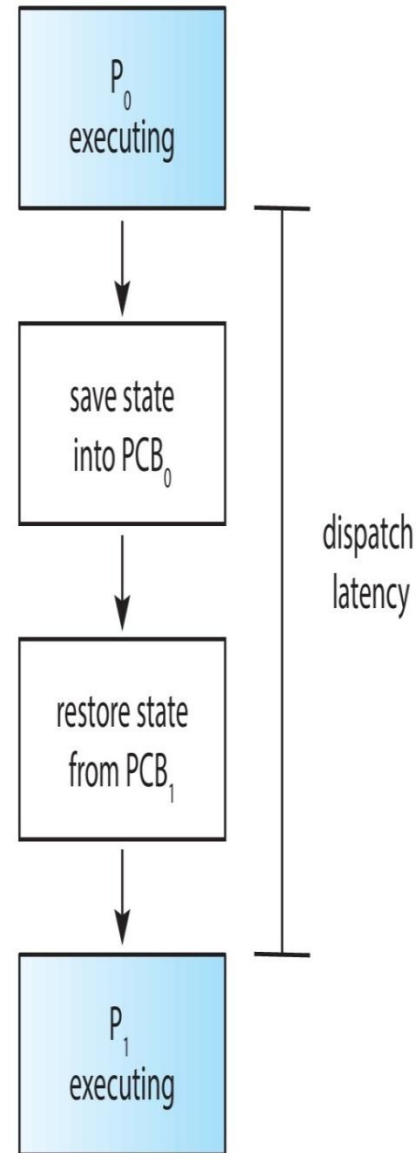 P₀
executing
save state
into PCB₀
dispatch
latency
restore state
from PCB₁
P₁
executing